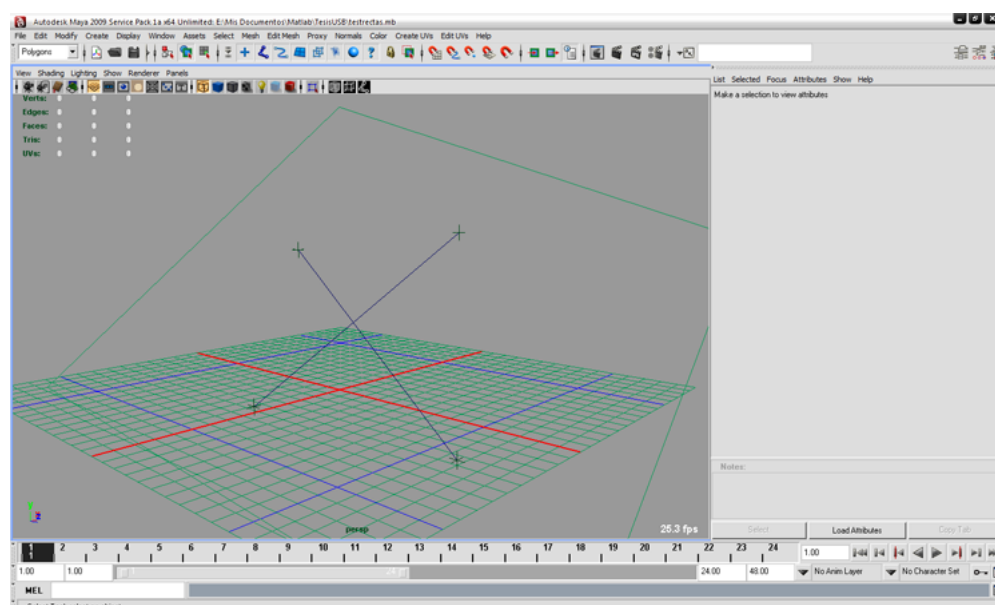 Autodesk Maya 2009 Service Pack 1a x64 Unlimited: E:\Mis Documentos\Matlab\TesisUSB\testrectas.mb
File Edit Modify Create Display Window Assets Select Mesh Edit Mesh Proxy Normals Color Create UVs Edit UVs Help
Polygons
View Shading Lighting Show Renderer Panels
List Selected Focus Attributes Show Help
Make a selection to view attributes
Verts: 0 0 0
Edges: 0 0 0
Faces: 0 0 0
Tris: 0 0 0
UVs: 0 0 0
Notes:
persp
25.3 fps
Select Load Attributes Copy Tab
1 2 3 4 5 6 7 8 9 10 11 12 13 14 15 16 17 18 19 20 21 22 23 24
1 1.00
1.00 1.00 24 24.00 48.00 No Anim Layer No Character Set
MEL